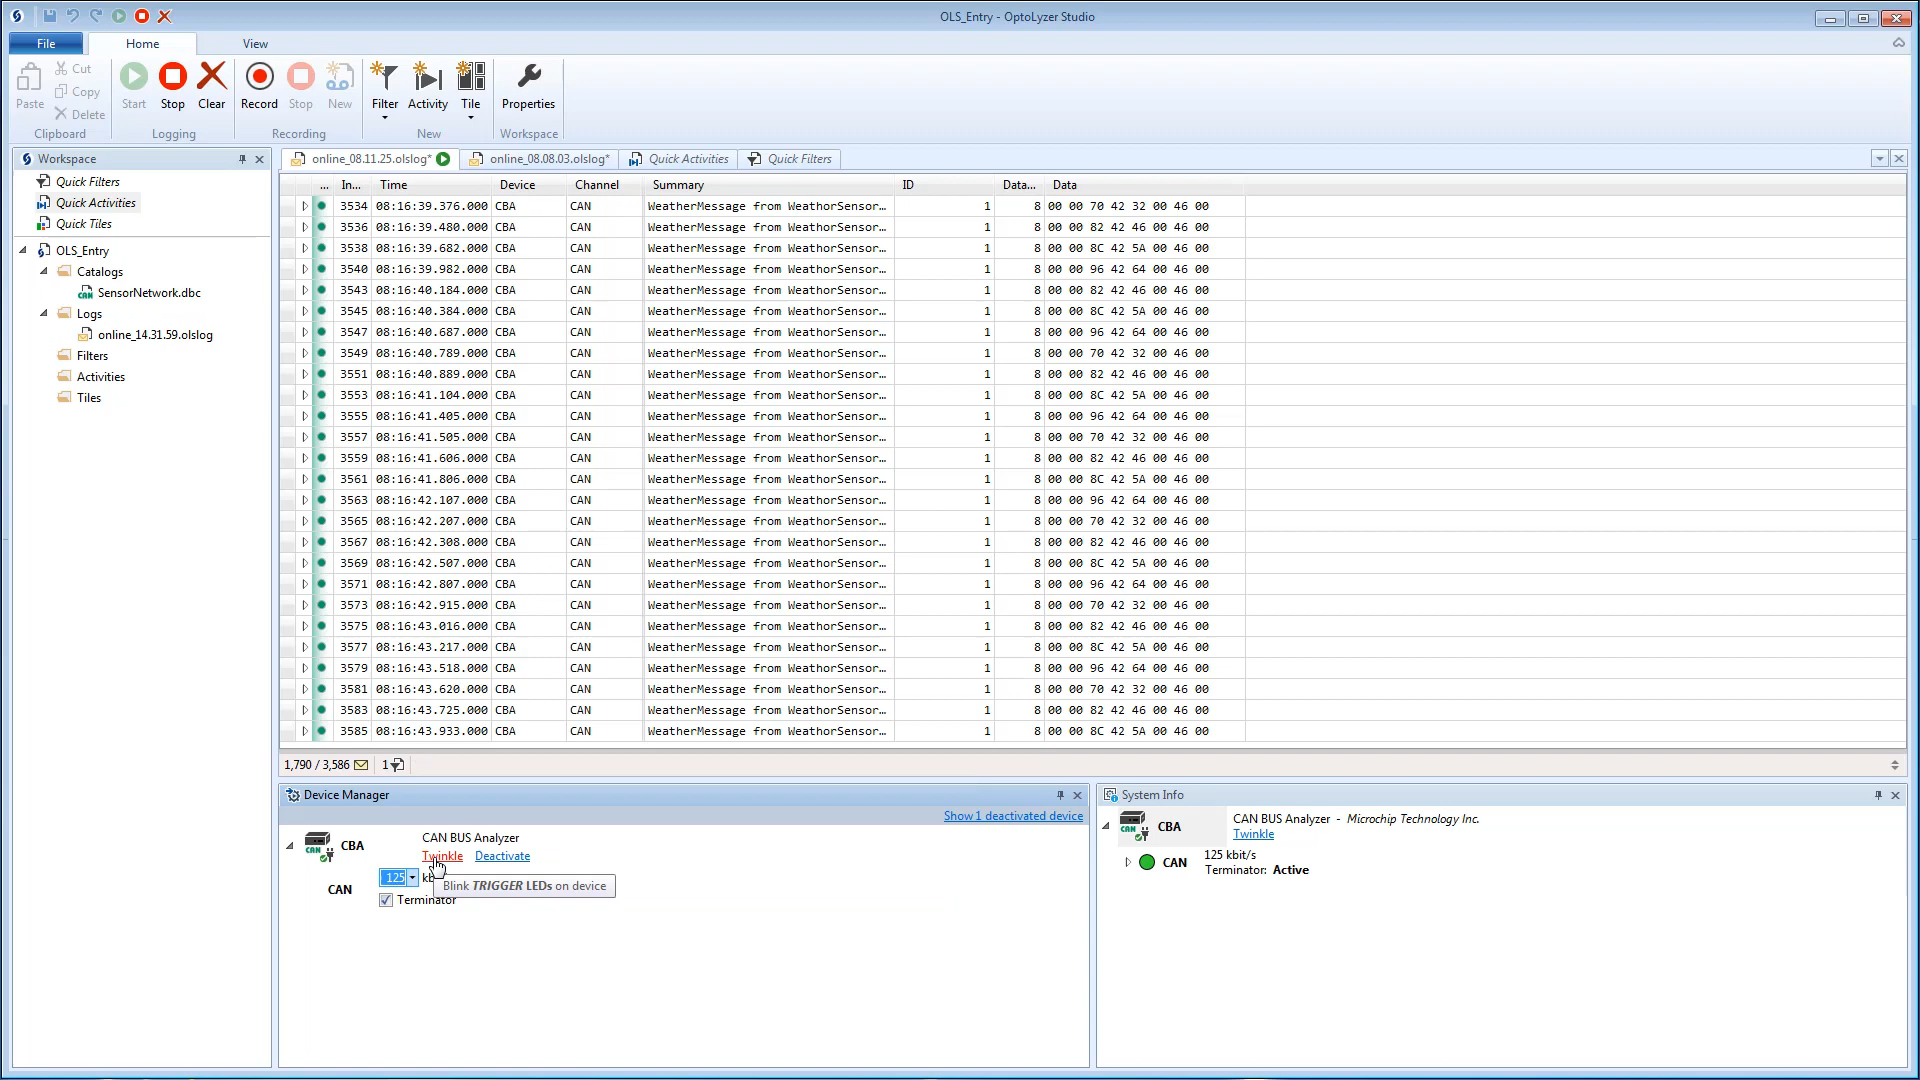 OLS_Entry - OptoLyzer Studio
File Home View
Paste Cut Copy Delete Clipboard
Start Stop Clear Logging
Record Stop New Recording
Filter Activity Tile New
Properties Workspace
Workspace
Quick Filters
Quick Activities
Quick Tiles
OLS_Entry
Catalogs
SensorNetwork.dbc
Logs
online_14.31.59.olslog
Filters
Activities
Tiles
online_08.11.25.olslog* online_08.08.03.olslog* Quick Activities Quick Filters
... In... Time Device Channel Summary ID Data... Data
3534 08:16:39.376.000 CBA CAN WeatherMessage from WeathorSensor... 1 8 00 00 70 42 32 00 46 00
3536 08:16:39.480.000 CBA CAN WeatherMessage from WeathorSensor... 1 8 00 00 82 42 46 00 46 00
3538 08:16:39.682.000 CBA CAN WeatherMessage from WeathorSensor... 1 8 00 00 8C 42 5A 00 46 00
3540 08:16:39.982.000 CBA CAN WeatherMessage from WeathorSensor... 1 8 00 00 96 42 64 00 46 00
3543 08:16:40.184.000 CBA CAN WeatherMessage from WeathorSensor... 1 8 00 00 82 42 46 00 46 00
3545 08:16:40.384.000 CBA CAN WeatherMessage from WeathorSensor... 1 8 00 00 8C 42 5A 00 46 00
3547 08:16:40.687.000 CBA CAN WeatherMessage from WeathorSensor... 1 8 00 00 96 42 64 00 46 00
3549 08:16:40.789.000 CBA CAN WeatherMessage from WeathorSensor... 1 8 00 00 70 42 32 00 46 00
3551 08:16:40.889.000 CBA CAN WeatherMessage from WeathorSensor... 1 8 00 00 82 42 46 00 46 00
3553 08:16:41.104.000 CBA CAN WeatherMessage from WeathorSensor... 1 8 00 00 8C 42 5A 00 46 00
3555 08:16:41.405.000 CBA CAN WeatherMessage from WeathorSensor... 1 8 00 00 96 42 64 00 46 00
3557 08:16:41.505.000 CBA CAN WeatherMessage from WeathorSensor... 1 8 00 00 70 42 32 00 46 00
3559 08:16:41.606.000 CBA CAN WeatherMessage from WeathorSensor... 1 8 00 00 82 42 46 00 46 00
3561 08:16:41.806.000 CBA CAN WeatherMessage from WeathorSensor... 1 8 00 00 8C 42 5A 00 46 00
3563 08:16:42.107.000 CBA CAN WeatherMessage from WeathorSensor... 1 8 00 00 96 42 64 00 46 00
3565 08:16:42.207.000 CBA CAN WeatherMessage from WeathorSensor... 1 8 00 00 70 42 32 00 46 00
3567 08:16:42.308.000 CBA CAN WeatherMessage from WeathorSensor... 1 8 00 00 82 42 46 00 46 00
3569 08:16:42.507.000 CBA CAN WeatherMessage from WeathorSensor... 1 8 00 00 8C 42 5A 00 46 00
3571 08:16:42.807.000 CBA CAN WeatherMessage from WeathorSensor... 1 8 00 00 96 42 64 00 46 00
3573 08:16:42.915.000 CBA CAN WeatherMessage from WeathorSensor... 1 8 00 00 70 42 32 00 46 00
3575 08:16:43.016.000 CBA CAN WeatherMessage from WeathorSensor... 1 8 00 00 82 42 46 00 46 00
3577 08:16:43.217.000 CBA CAN WeatherMessage from WeathorSensor... 1 8 00 00 8C 42 5A 00 46 00
3579 08:16:43.518.000 CBA CAN WeatherMessage from WeathorSensor... 1 8 00 00 96 42 64 00 46 00
3581 08:16:43.620.000 CBA CAN WeatherMessage from WeathorSensor... 1 8 00 00 70 42 32 00 46 00
3583 08:16:43.725.000 CBA CAN WeatherMessage from WeathorSensor... 1 8 00 00 82 42 46 00 46 00
3585 08:16:43.933.000 CBA CAN WeatherMessage from WeathorSensor... 1 8 00 00 8C 42 5A 00 46 00
1,790 / 3,586 1
Device Manager
Show 1 deactivated device
CAN CBA CAN BUS Analyzer
Twinkle Deactivate
CAN 125 kb
Blink TRIGGER LEDs on device
Terminator
System Info
CAN CBA CAN BUS Analyzer - Microchip Technology Inc.
Twinkle
CAN 125 kbit/s
Terminator: Active